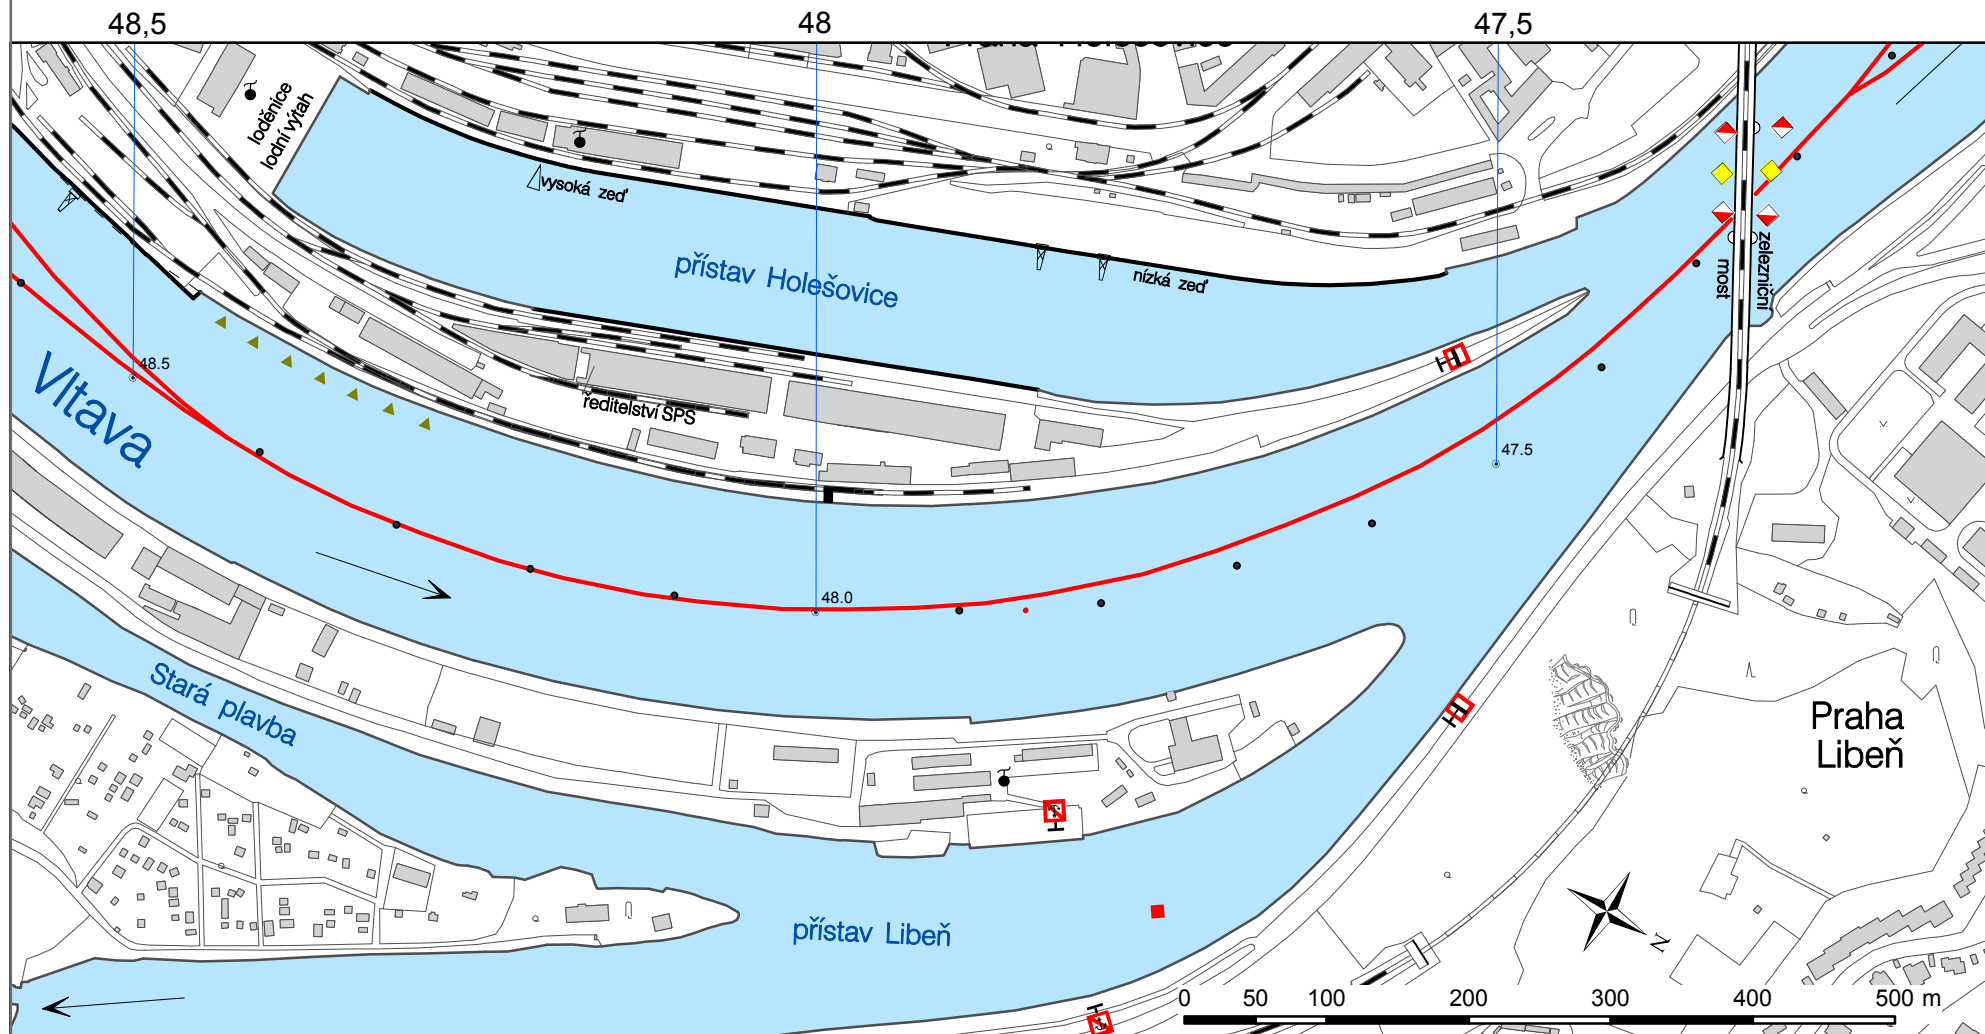 48,5
48
47,5
Praha Holešovice
loděnice
lodní výtah
vysoká zeď
přístav Holešovice
nízká zeď
železniční
most
48.5
Vltava
ředitelství SPS
47.5
48.0
Stará plavba
Praha
Libeň
přístav Libeň
N
0 50 100 200 300 400 500 m